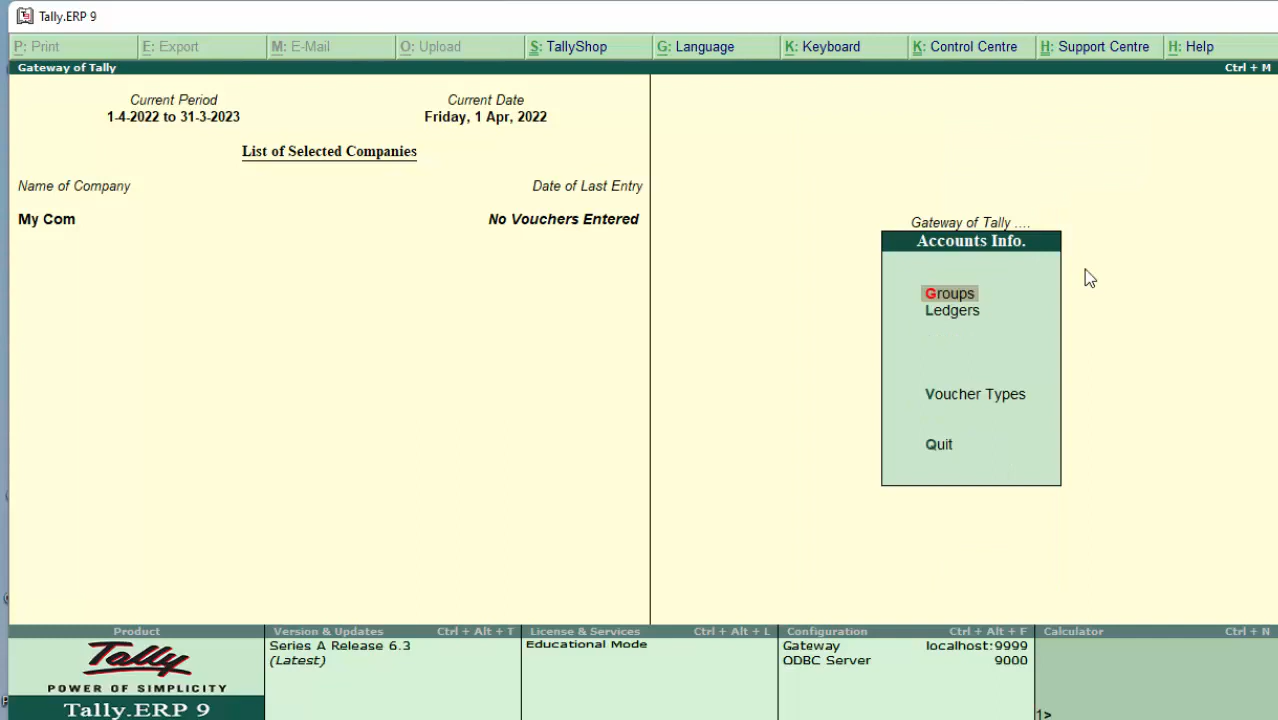 Tally.ERP 9
P: Print E: Export M: E-Mail O: Upload S: TallyShop G: Language K: Keyboard K: Control Centre H: Support Centre H: Help
Gateway of Tally Ctrl + M
Current Period Current Date
1-4-2022 to 31-3-2023 Friday, 1 Apr, 2022
List of Selected Companies
Name of Company Date of Last Entry
My Com No Vouchers Entered
Gateway of Tally ....
Accounts Info.
Groups
Ledgers
Voucher Types
Quit
Product Version & Updates Ctrl + Alt + T License & Services Ctrl + Alt + L Configuration Ctrl + Alt + F Calculator Ctrl + N
Series A Release 6.3 Educational Mode Gateway localhost:9999
(Latest) ODBC Server 9000
Tally
POWER OF SIMPLICITY
Tally.ERP 9
1>